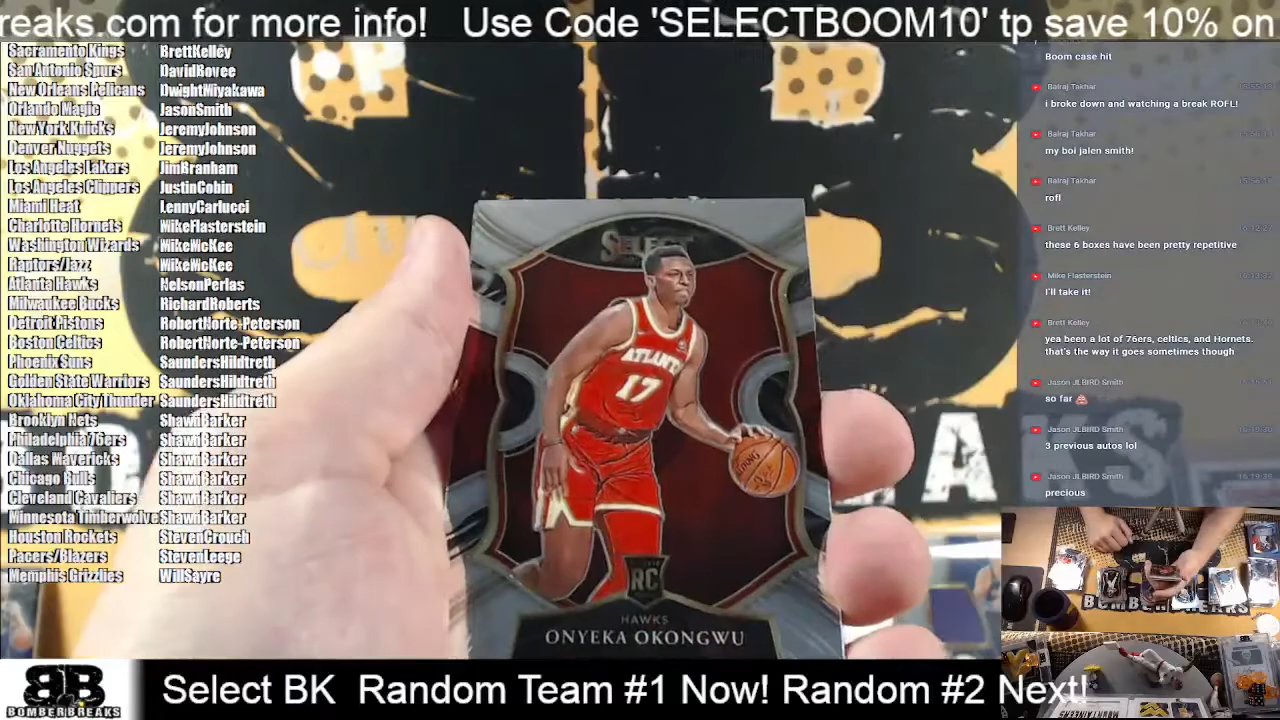 reaks.com for more info!   Use Code 'SELECTBOOM10' tp save 10% on
Sacramento Kings BrettKelley
San Antonio Spurs DavidBovee
New Orleans Pelicans DwightMiyakawa
Orlando Magic JasonSmith
New York Knicks JeremyJohnson
Denver Nuggets JeremyJohnson
Los Angeles Lakers JimBranham
Los Angeles Clippers JustinCobin
Miami Heat LennyCarlucci
Charlotte Hornets MikeFlasterstein
Washington Wizards MikeMcKee
Raptors/Jazz MikeMcKee
Atlanta Hawks NelsonPerlas
Milwaukee Bucks RichardRoberts
Detroit Pistons RobertNorte-Peterson
Boston Celtics RobertNorte-Peterson
Phoenix Suns SaundersHildtreth
Golden State Warriors SaundersHildtreth
Oklahoma City Thunder SaundersHildtreth
Brooklyn Nets ShawnBarker
Philadelphia 76ers ShawnBarker
Dallas Mavericks ShawnBarker
Chicago Bulls ShawnBarker
Cleveland Cavaliers ShawnBarker
Minnesota Timberwolve ShawnBarker
Houston Rockets StevenCrouch
Pacers/Blazers StevenLeege
Memphis Grizzlies WillSayre
SELECT
ATLANTA
17
RC
HAWKS
ONYEKA OKONGWU
Boom case hit
Balraj Takhar
i broke down and watching a break ROFL!
Balraj Takhar
my boi jalen smith!
Balraj Takhar
rofl
Brett Kelley
these 6 boxes have been pretty repetitive
Mike Flasterstein
I'll take it!
Brett Kelley
yea been a lot of 76ers, celtics, and Hornets.
that's the way it goes sometimes though
Jason JLBIRD Smith
so far 💩
Jason JLBIRD Smith
3 previous autos lol
Jason JLBIRD Smith
precious
BOMBERBREAKS
MOUNTAINEERS
BB
BOMBERBREAKS
Select BK  Random Team #1 Now! Random #2 Next!